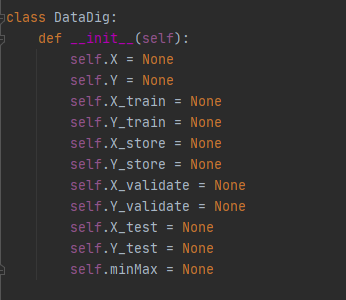 class DataDig:
    def __init__(self):
        self.X = None
        self.Y = None
        self.X_train = None
        self.Y_train = None
        self.X_store = None
        self.Y_store = None
        self.X_validate = None
        self.Y_validate = None
        self.X_test = None
        self.Y_test = None
        self.minMax = None